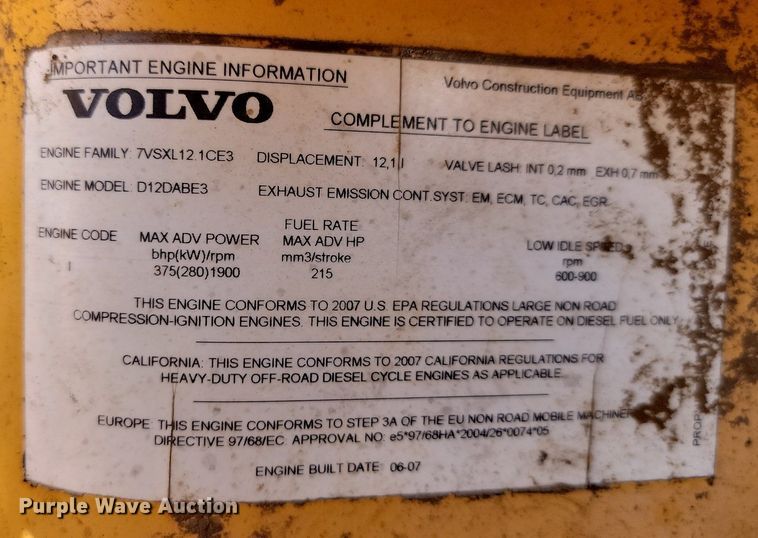 IMPORTANT ENGINE INFORMATION
Volvo Construction Equipment AB
VOLVO
COMPLEMENT TO ENGINE LABEL
ENGINE FAMILY: 7VSXL12.1CE3 DISPLACEMENT: 12,1 l VALVE LASH: INT 0,2 mm EXH 0,7 mm
ENGINE MODEL: D12DABE3 EXHAUST EMISSION CONT.SYST: EM, ECM, TC, CAC, EGR
ENGINE CODE MAX ADV POWER bhp(kW)/rpm 375(280)1900
FUEL RATE MAX ADV HP mm3/stroke 215
LOW IDLE SPEED rpm 600-900
THIS ENGINE CONFORMS TO 2007 U.S. EPA REGULATIONS LARGE NON ROAD
COMPRESSION-IGNITION ENGINES. THIS ENGINE IS CERTIFIED TO OPERATE ON DIESEL FUEL ONLY
CALIFORNIA: THIS ENGINE CONFORMS TO 2007 CALIFORNIA REGULATIONS FOR
HEAVY-DUTY OFF-ROAD DIESEL CYCLE ENGINES AS APPLICABLE.
EUROPE: THIS ENGINE CONFORMS TO STEP 3A OF THE EU NON ROAD MOBILE MACHINER
DIRECTIVE 97/68/EC. APPROVAL NO: e5*97/68HA*2004/26*0074*05
ENGINE BUILT DATE: 06-07
PROP
Purple Wave Auction